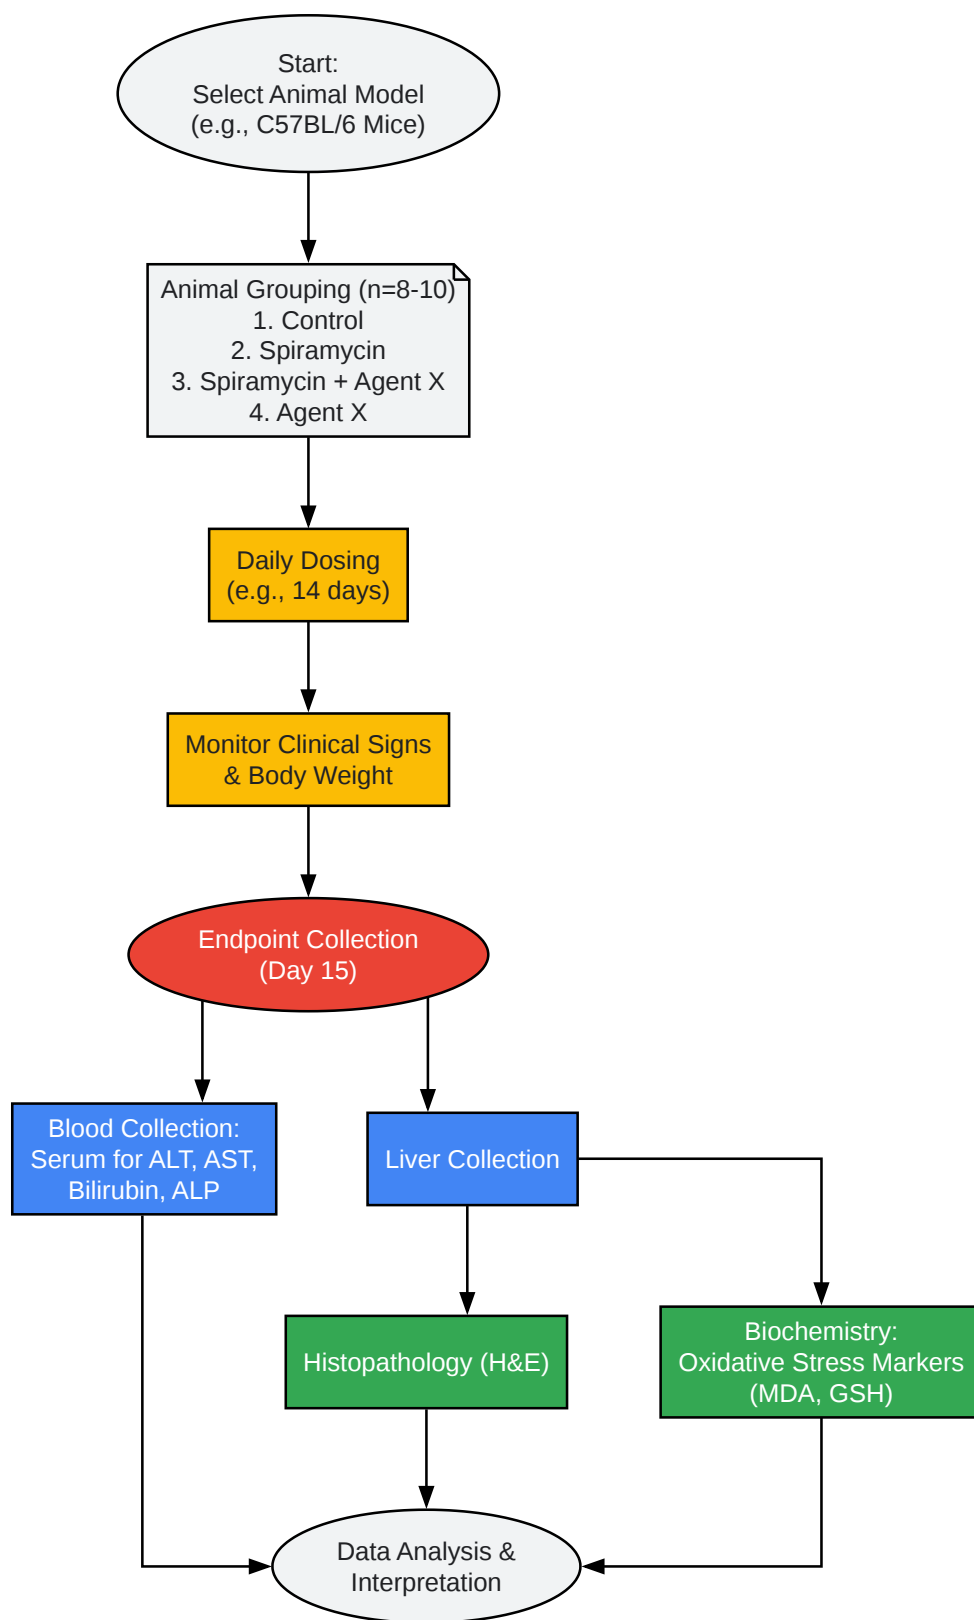 Start:
Select Animal Model
(e.g., C57BL/6 Mice)
Animal Grouping (n=8-10)
1. Control
2. Spiramycin
3. Spiramycin + Agent X
4. Agent X
Daily Dosing
(e.g., 14 days)
Monitor Clinical Signs
& Body Weight
Endpoint Collection
(Day 15)
Blood Collection:
Serum for ALT, AST,
Bilirubin, ALP
Liver Collection
Histopathology (H&E)
Biochemistry:
Oxidative Stress Markers
(MDA, GSH)
Data Analysis &
Interpretation